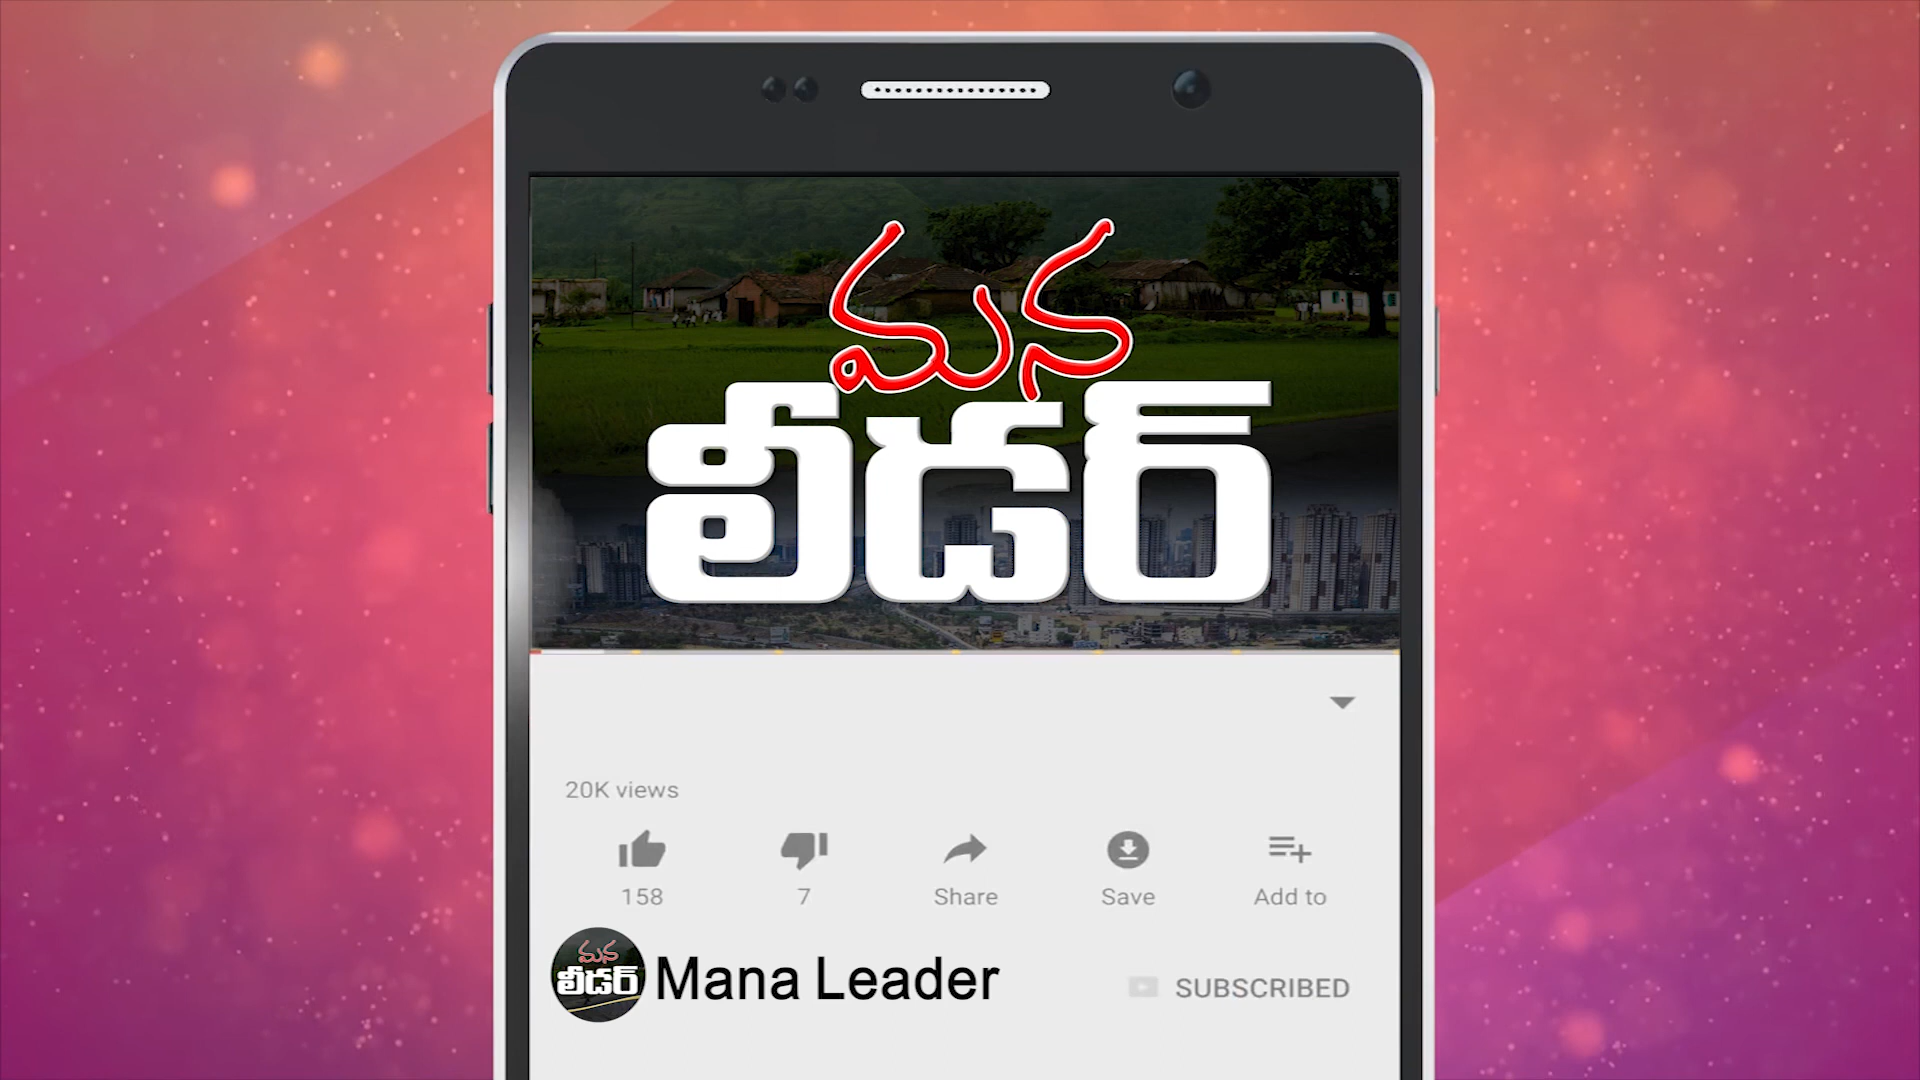 మన
లీడర్
20K views
158
7
Share
Save
Add to
మన
లీడర్
Mana Leader
SUBSCRIBED